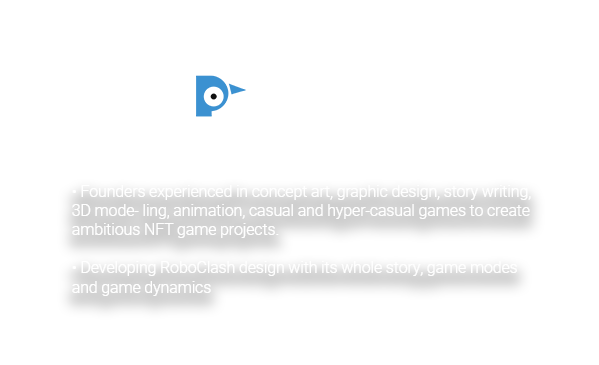 • Founders experienced in concept art, graphic design, story writing,
3D mode- ling, animation, casual and hyper-casual games to create
ambitious NFT game projects.
• Developing RoboClash design with its whole story, game modes
and game dynamics